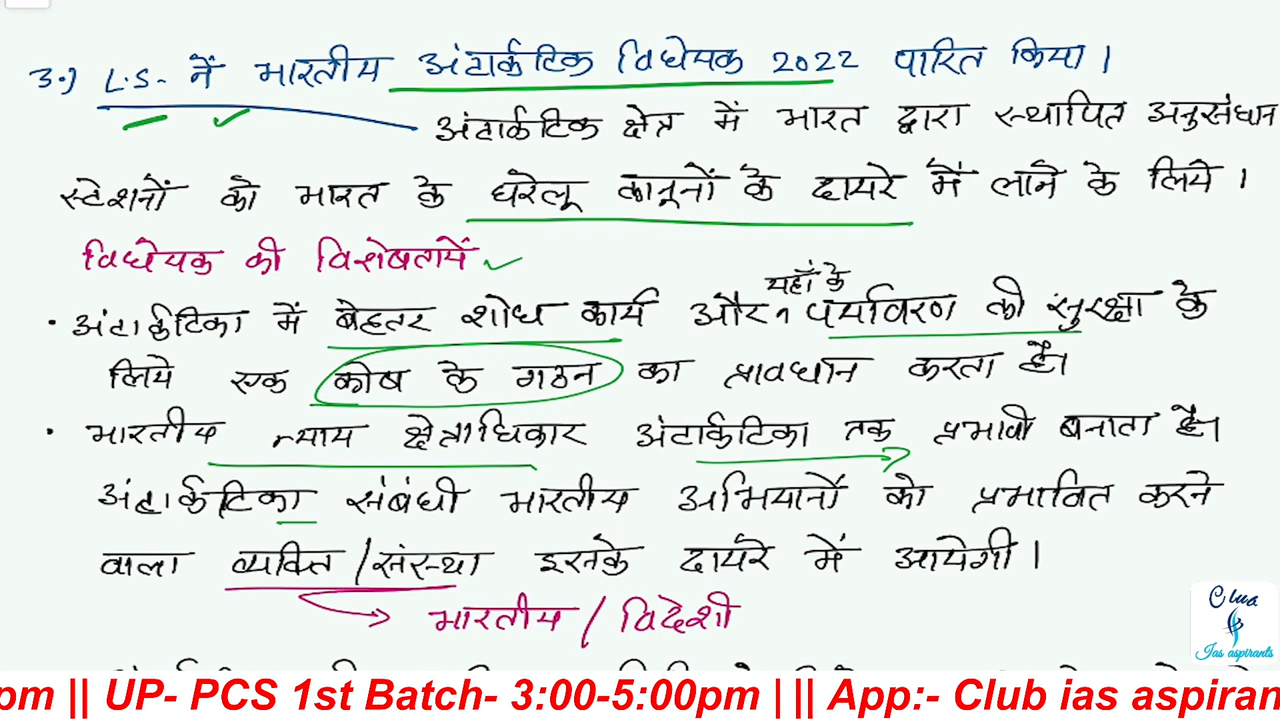 3.) L.S. ने भारतीय अंटार्कटिक विधेयक 2022 पारित किया।
अंटार्कटिक क्षेत्र में भारत द्वारा स्थापित अनुसंधान
स्टेशनों को भारत के घरेलू कानूनों के दायरे में लाने के लिये।
विधेयक की विशेषतायें
यहाँ के
• अंटार्कटिका में बेहतर शोध कार्य और पर्यावरण की सुरक्षा के
लिये एक कोष के गठन का प्रावधान करता है।
• भारतीय न्याय क्षेत्राधिकार अंटार्कटिका तक प्रभावी बनाता है।
अंटार्कटिका संबंधी भारतीय अभियानों को प्रभावित करने
वाला व्यक्ति/संस्था इसके दायरे में आयेगी।
भारतीय / विदेशी
Club
Ias aspirants
pm || UP- PCS 1st Batch- 3:00-5:00pm | || App:- Club ias aspiran